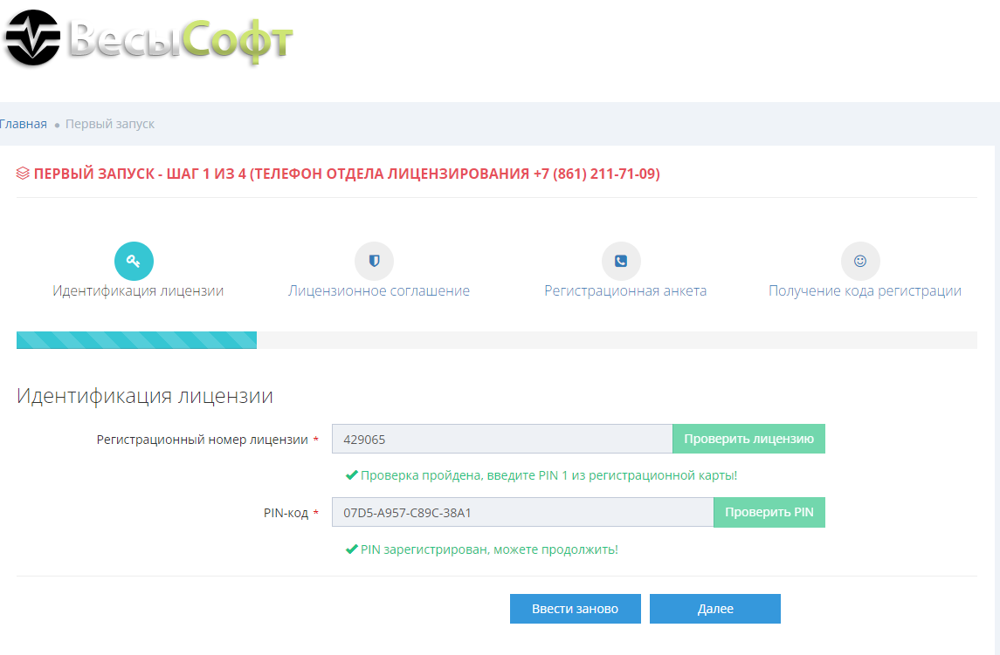 ВесыСофт
Главная • Первый запуск
ПЕРВЫЙ ЗАПУСК - ШАГ 1 ИЗ 4 (ТЕЛЕФОН ОТДЕЛА ЛИЦЕНЗИРОВАНИЯ +7 (861) 211-71-09)
Идентификация лицензии
Лицензионное соглашение
Регистрационная анкета
Получение кода регистрации
Идентификация лицензии
Регистрационный номер лицензии * 429065 Проверить лицензию
Проверка пройдена, введите PIN 1 из регистрационной карты!
PIN-код * 07D5-A957-C89C-38A1 Проверить PIN
PIN зарегистрирован, можете продолжить!
Ввести заново Далее